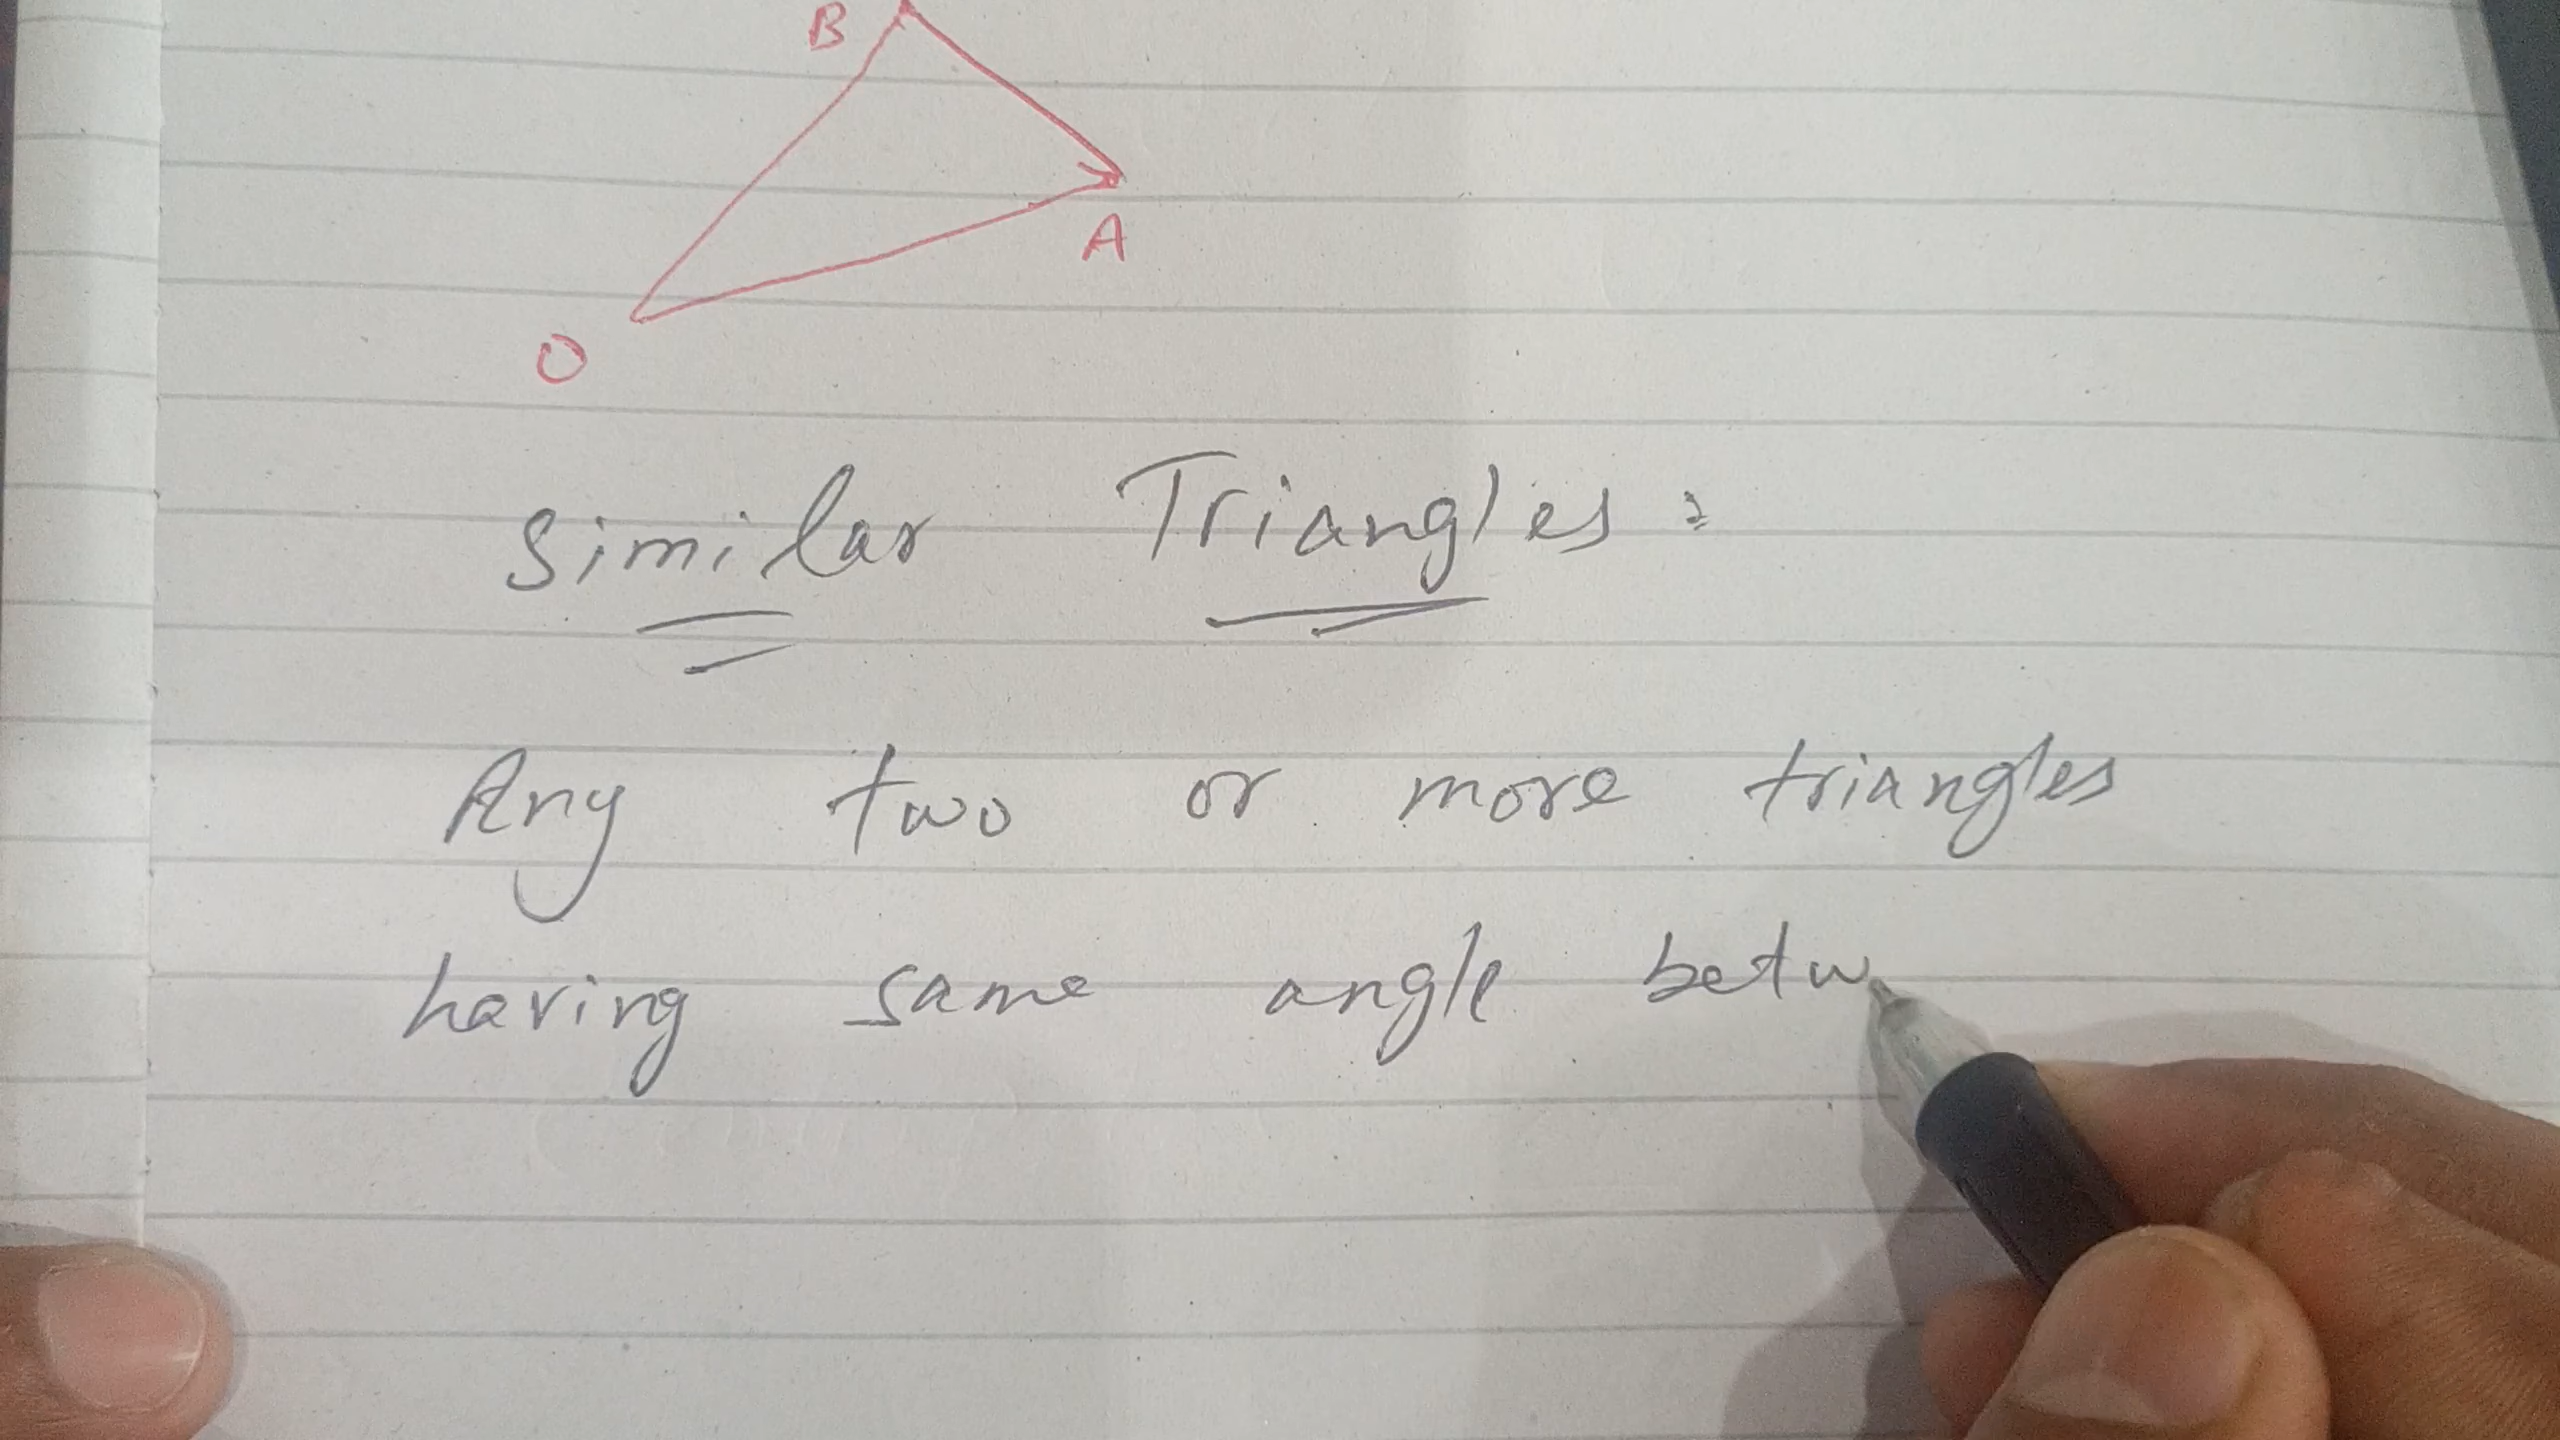 B
A
O
Similar Triangles:
Any two or more triangles
having same angle betw